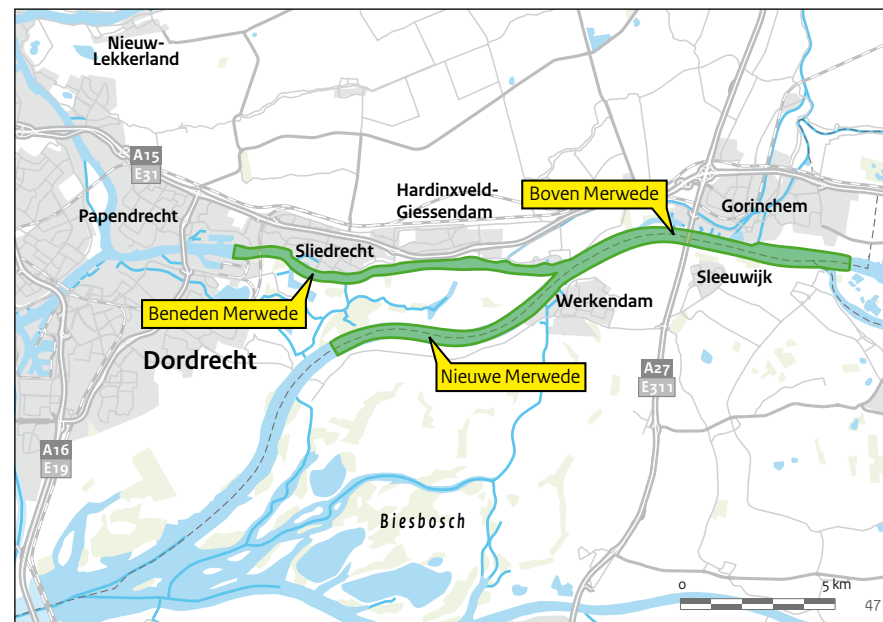 Nieuw-
Lekkerland
A15
E31
Papendrecht
Hardinxveld-
Giessendam
Boven Merwede
Gorinchem
Sliedrecht
Sleeuwijk
Werkendam
Beneden Merwede
Dordrecht
Nieuwe Merwede
A27
E311
A16
E19
Biesbosch
0 5 km
47